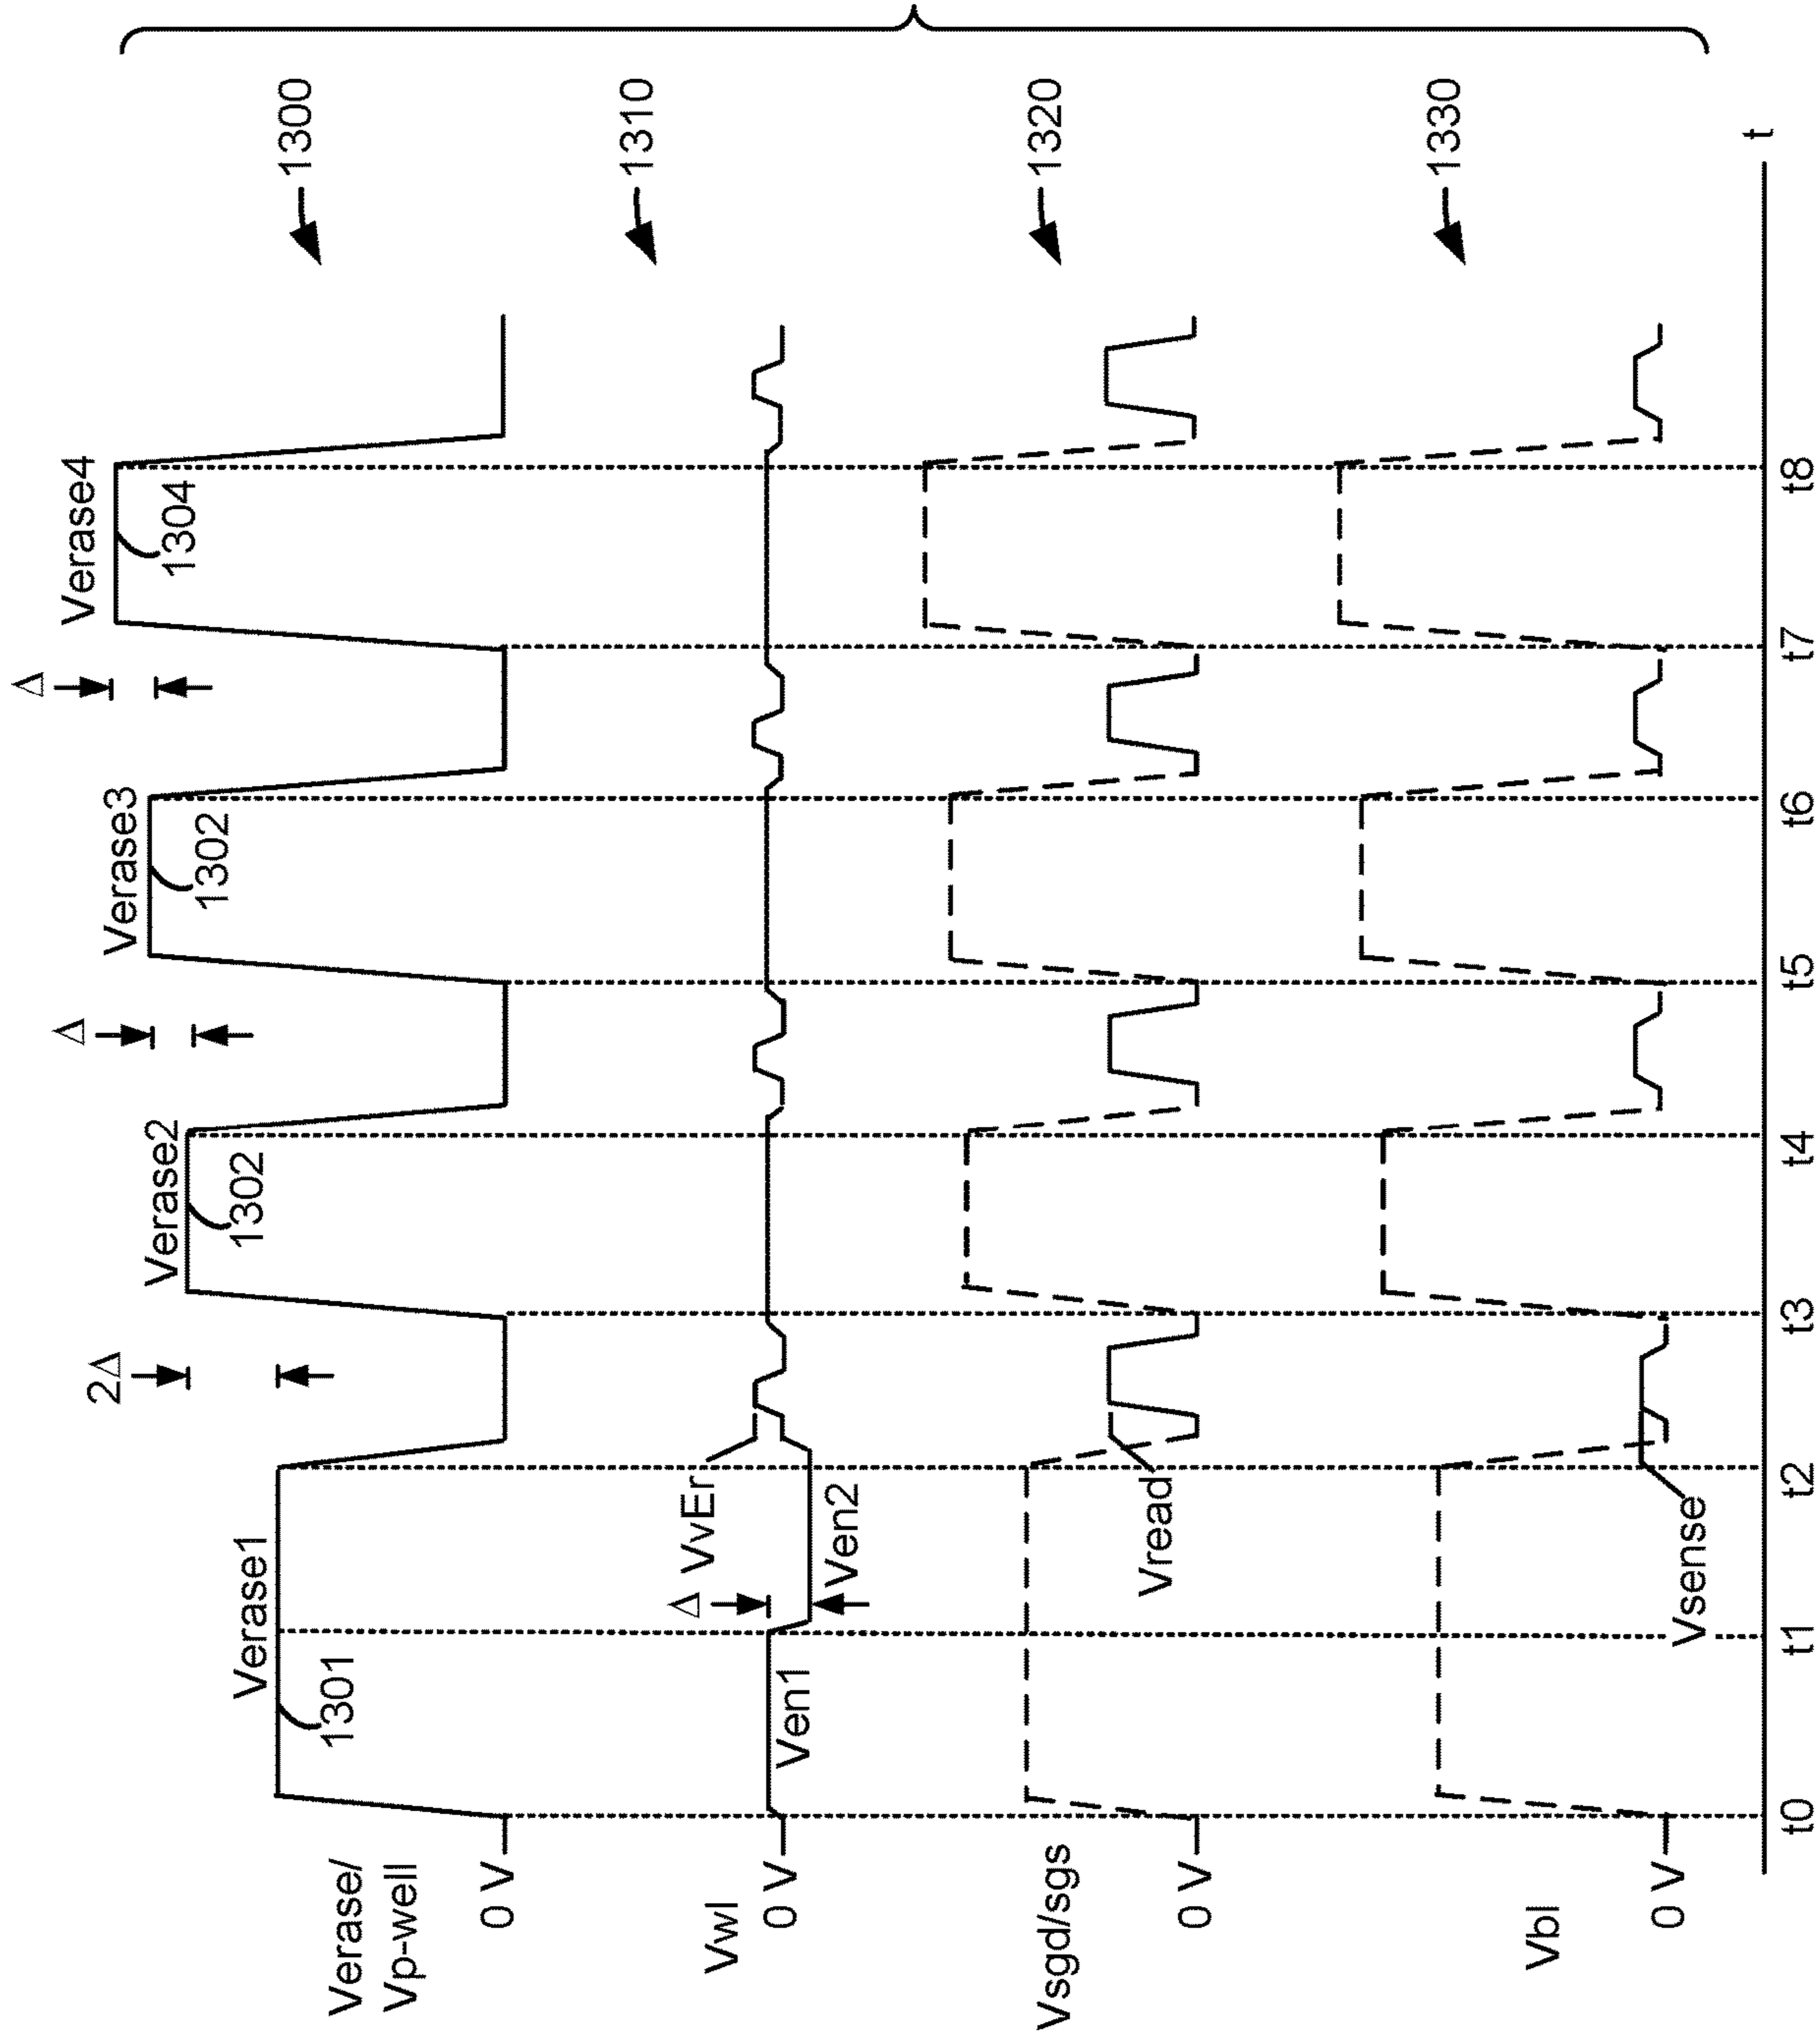 Verase/
Vp-well
0 V
Verase1
1301
2△
Verase2
1302
△
Verase3
1302
△
Verase4
1304
1300
Vwl
0 V
Ven1
△
Ven2
VvEr
1310
Vsgd/sgs
0 V
Vread
1320
Vbl
0 V
Vsense
1330
t0
t1
t2
t3
t4
t5
t6
t7
t8
t